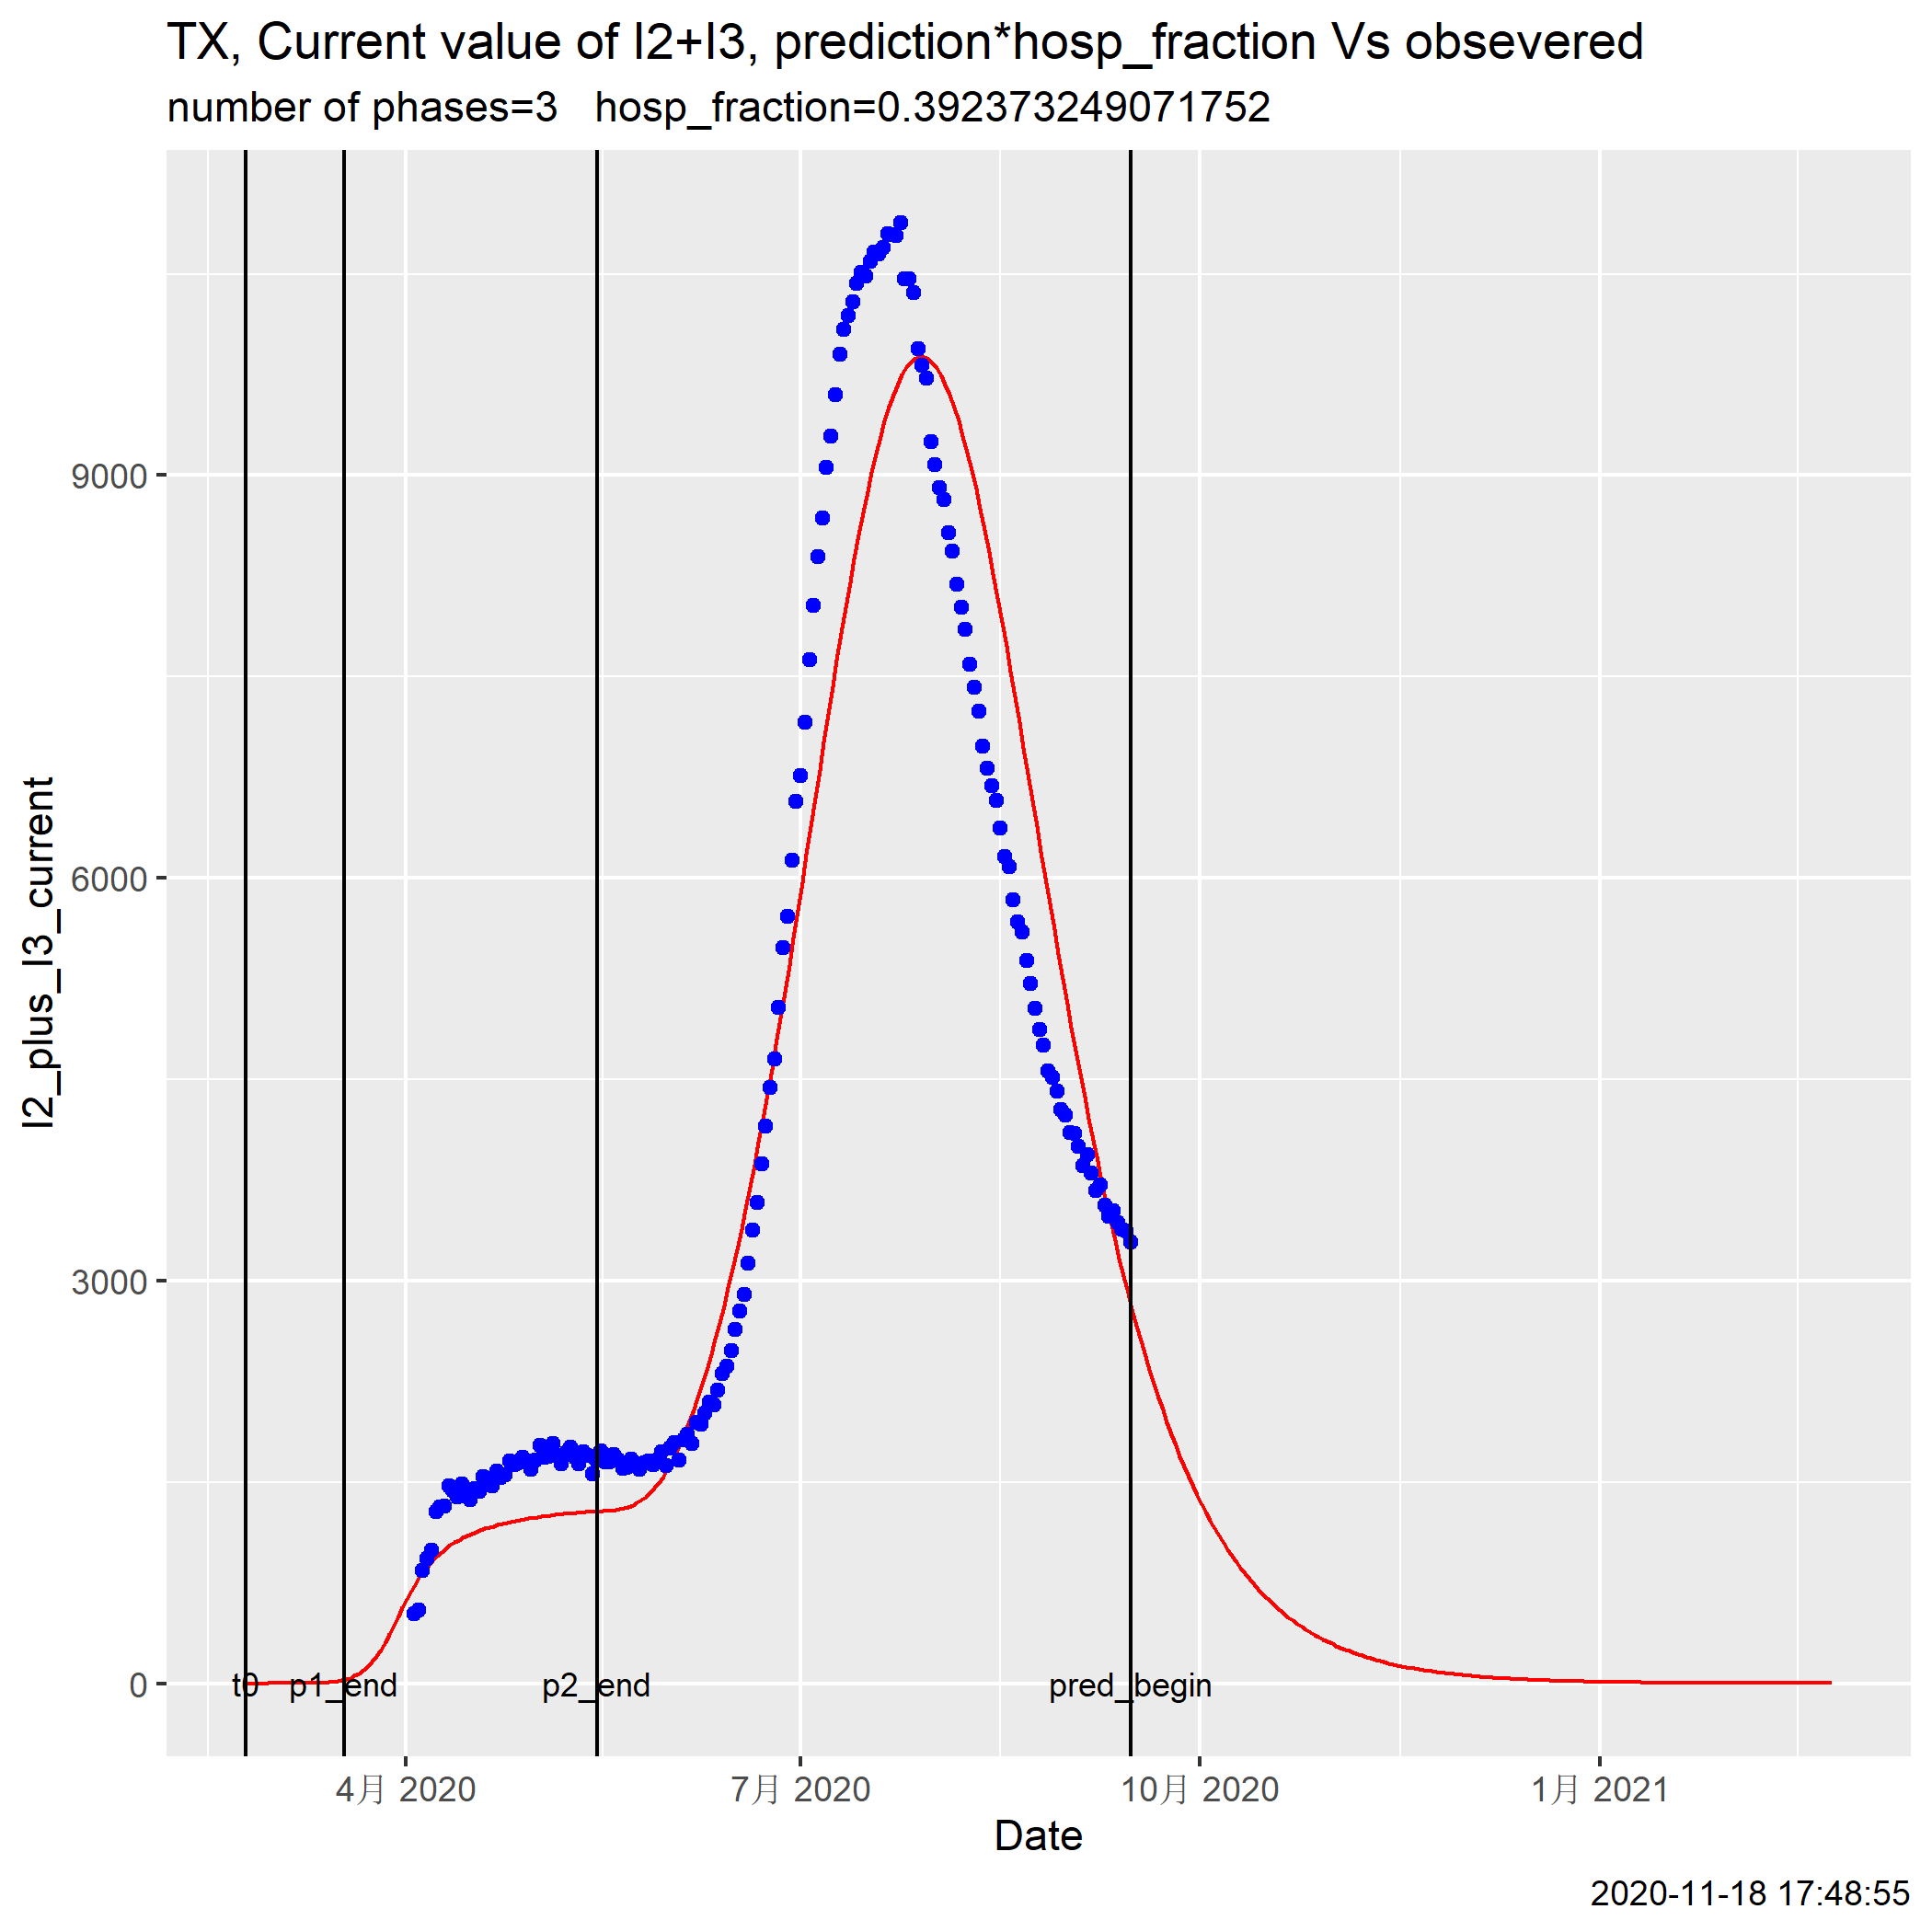 TX, Current value of I2+I3, prediction*hosp_fraction Vs obsevered
number of phases=3   hosp_fraction=0.392373249071752
I2_plus_I3_current
9000
6000
3000
0
t0
p1_end
p2_end
pred_begin
4月 2020
7月 2020
10月 2020
1月 2021
Date
2020-11-18 17:48:55